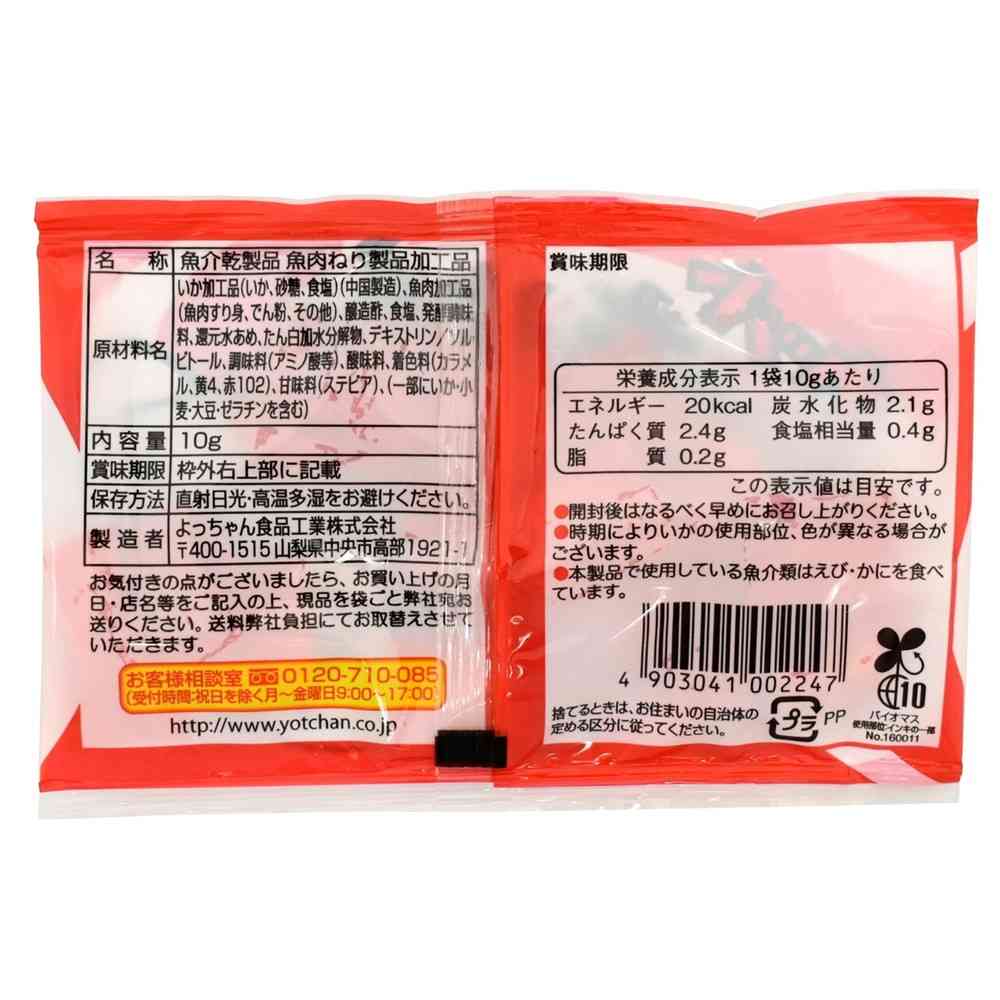 名称 魚介乾製品 魚肉ねり製品加工品
原材料名 いか加工品(いか、砂糖、食塩)(中国製造)、魚肉加工品
(魚肉すり身、でん粉、その他)、醸造酢、食塩、発酵調味
料、還元水あめ、たん白加水分解物、デキストリン/ソル
ビトール、調味料(アミノ酸等)、酸味料、着色料(カラメ
ル、黄4、赤102)、甘味料(ステビア)、(一部にいか・小
麦・大豆・ゼラチンを含む)
内容量 10g
賞味期限 枠外右上部に記載
保存方法 直射日光・高温多湿をお避けください。
製造者 よっちゃん食品工業株式会社
〒400-1515 山梨県中央市高部1921-1
お気付きの点がございましたら、お買い上げの月
日・店名等をご記入の上、現品を袋ごと弊社宛お
送りください。送料弊社負担にてお取替えさせて
いただきます。
お客様相談室 0120-710-085
(受付時間:祝日を除く月~金曜日9:00~17:00)
http://www.yotchan.co.jp
賞味期限
栄養成分表示 1袋10gあたり
エネルギー 20kcal 炭水化物 2.1g
たんぱく質 2.4g 食塩相当量 0.4g
脂質 0.2g
この表示値は目安です。
●開封後はなるべく早めにお召し上がりください。
●時期によりいかの使用部位、色が異なる場合が
ございます。
●本製品で使用している魚介類はえび・かにを食べ
ています。
4 903041 002247
捨てるときは、お住まいの自治体の
定める区分に従ってください。
プラ PP
10
バイオマス
使用部位:インキの一部
No.160011